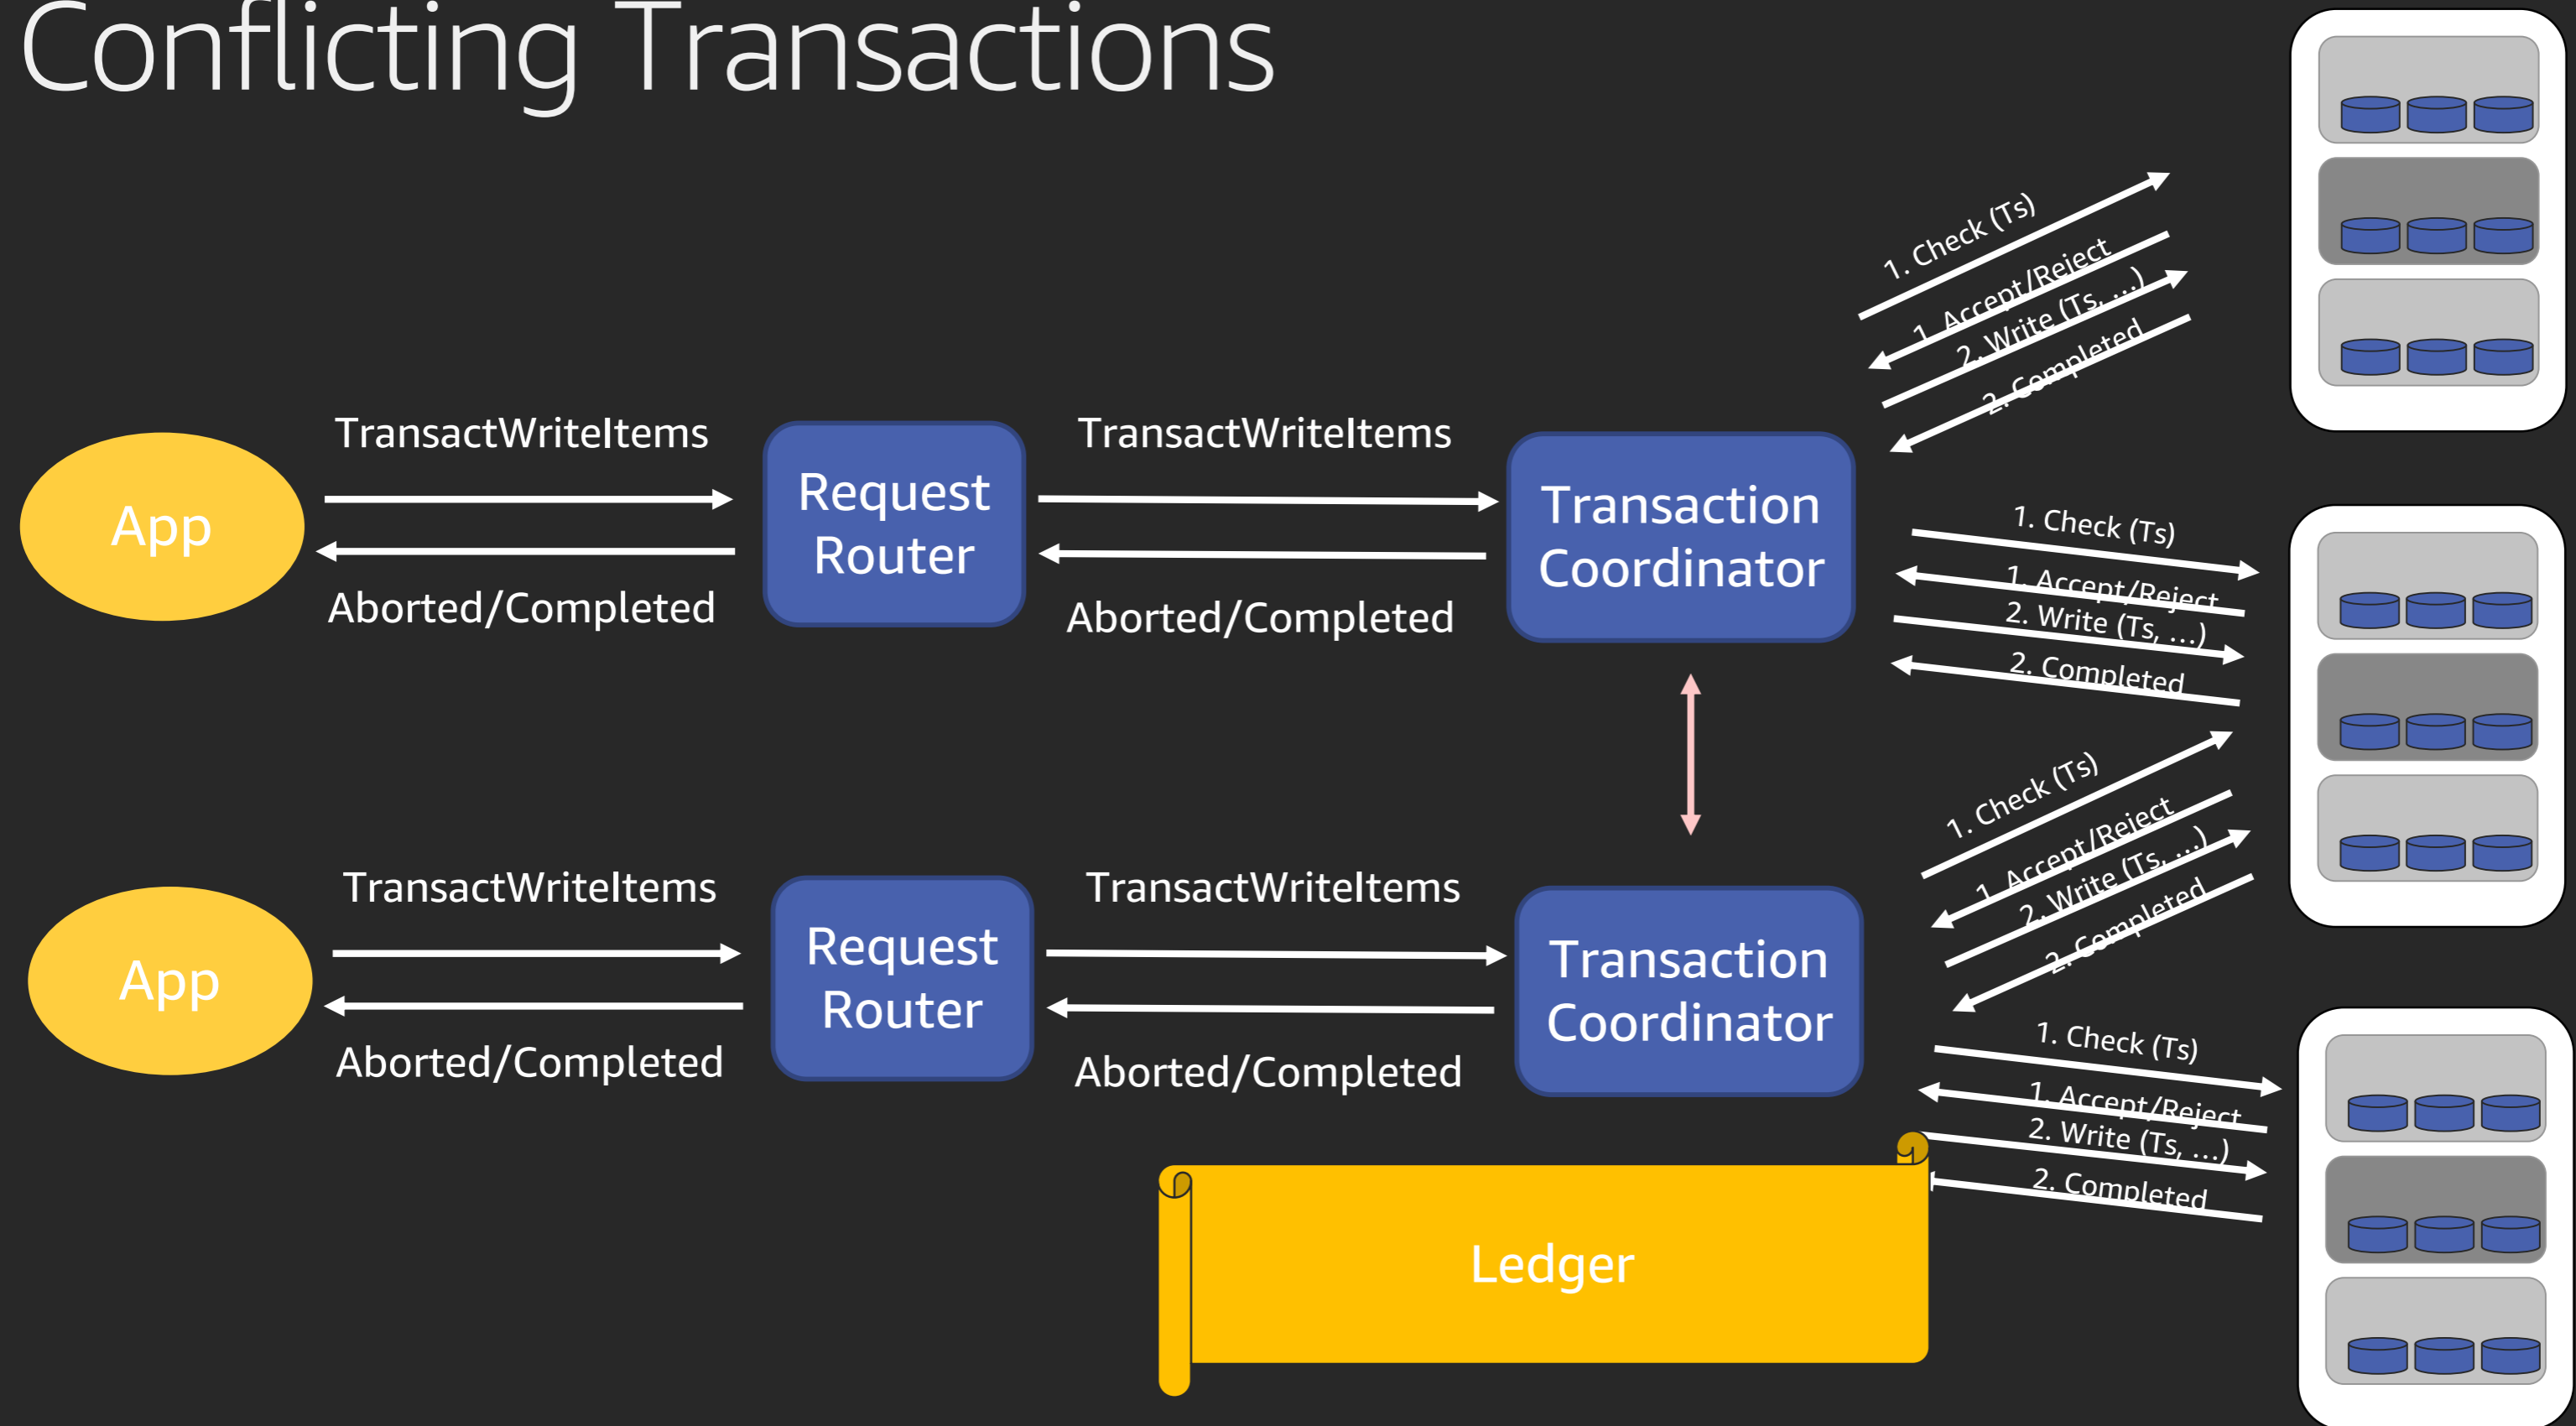 Conflicting Transactions
1. Check (Ts)
1. Accept/Reject
2. Write (Ts, ...)
2. Completed
App
TransactWriteItems
Aborted/Completed
Request
Router
TransactWriteItems
Aborted/Completed
Transaction
Coordinator
1. Check (Ts)
1. Accept/Reject
2. Write (Ts, ...)
2. Completed
1. Check (Ts)
1. Accept/Reject
2. Write (Ts, ...)
2. Completed
App
TransactWriteItems
Aborted/Completed
Request
Router
TransactWriteItems
Aborted/Completed
Transaction
Coordinator
1. Check (Ts)
1. Accept/Reject
2. Write (Ts, ...)
2. Completed
Ledger